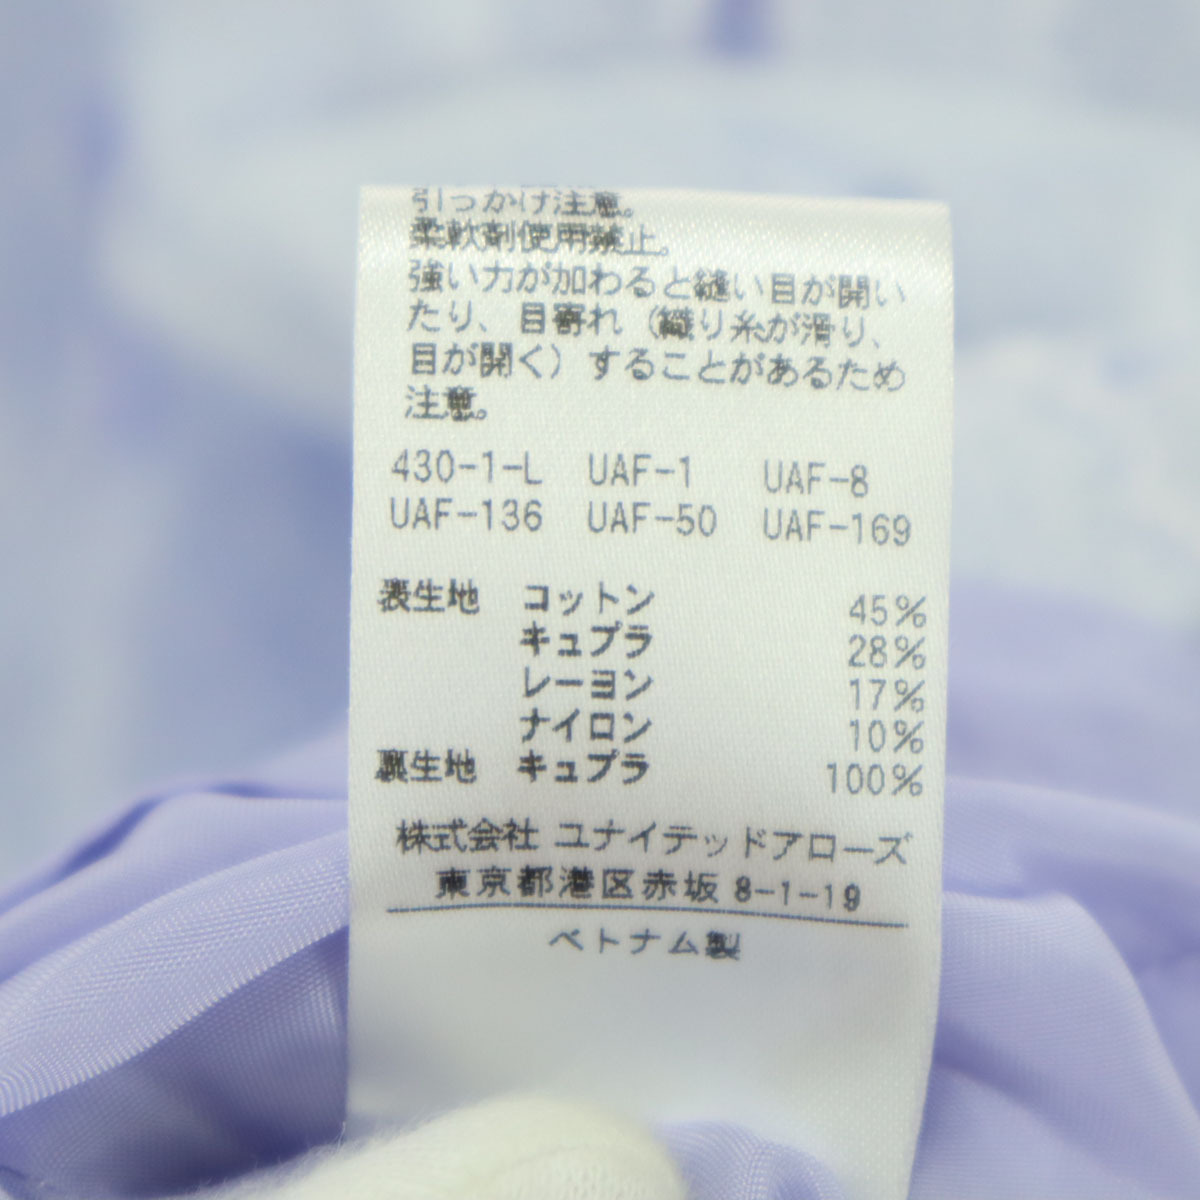 引っかけ注意。
柔軟剤使用禁止。
強い力が加わると縫い目が開い
たり、目寄れ（織り糸が滑り、
目が開く）することがあるため
注意。
430-1-L UAF-1 UAF-8
UAF-136 UAF-50 UAF-169
表生地 コットン 45%
キュプラ 28%
レーヨン 17%
ナイロン 10%
裏生地 キュプラ 100%
株式会社 ユナイテッドアローズ
東京都港区赤坂 8-1-19
ベトナム製